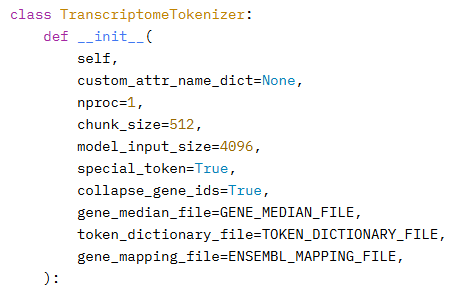 class TranscriptomeTokenizer:
    def __init__(
        self,
        custom_attr_name_dict=None,
        nproc=1,
        chunk_size=512,
        model_input_size=4096,
        special_token=True,
        collapse_gene_ids=True,
        gene_median_file=GENE_MEDIAN_FILE,
        token_dictionary_file=TOKEN_DICTIONARY_FILE,
        gene_mapping_file=ENSEMBL_MAPPING_FILE,
    ):